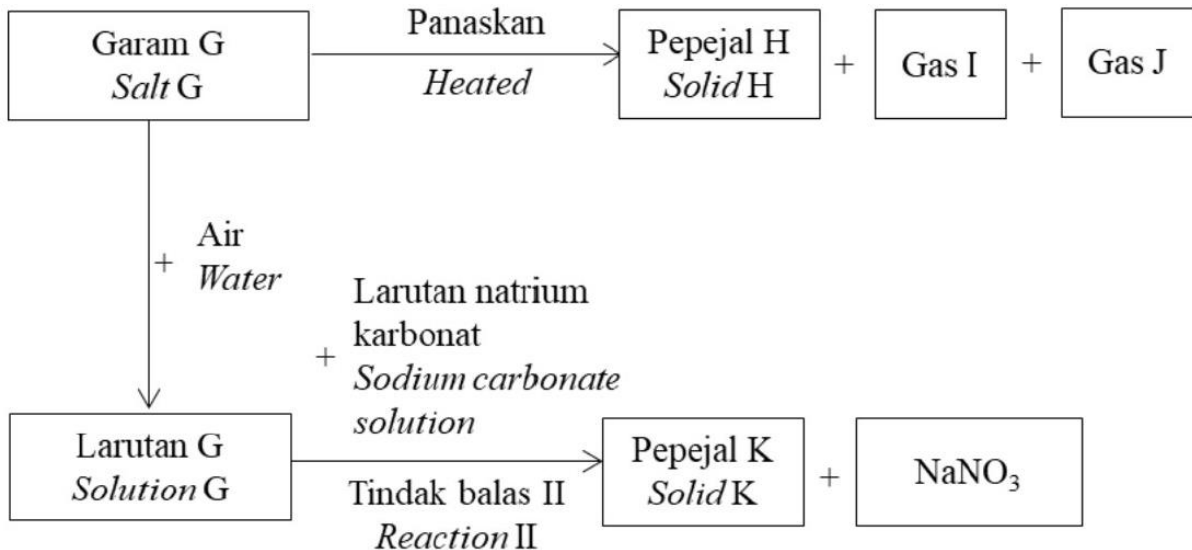 Garam G
Salt G
Panaskan
Heated
Pepejal H
Solid H
+
Gas I
+
Gas J
+
Air
Water
+
Larutan natrium
karbonat
Sodium carbonate
solution
Larutan G
Solution G
Tindak balas II
Reaction II
Pepejal K
Solid K
+
NaNO₃